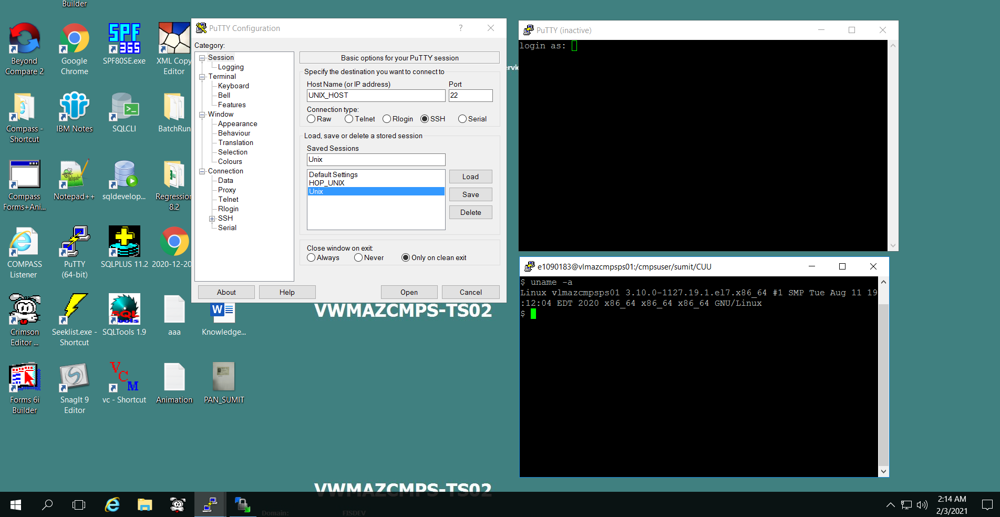 Builder
Beyond
Compare 2
Google
Chrome
SPF80SE.exe
XML Copy
Editor
Compass -
Shortcut
IBM Notes
SQLCLI
BatchRun
Compass
Forms+Ani...
Notepad++
sqldevelop...
Regression
8.2
COMPASS
Listener
PuTTY
(64-bit)
SQLPLUS 11.2
2020-12-20
Crimson
Editor ...
Seeklist.exe -
Shortcut
SQLTools 1.9
aaa
Knowledge...
Forms 6i
Builder
SnagIt 9
Editor
vc - Shortcut
Animation
PAN_SUMIT
PuTTY Configuration
Category:
Session
Logging
Terminal
Keyboard
Bell
Features
Window
Appearance
Behaviour
Translation
Selection
Colours
Connection
Data
Proxy
Telnet
Rlogin
SSH
Serial
Basic options for your PuTTY session
Specify the destination you want to connect to
Host Name (or IP address)
Port
UNIX_HOST
22
Connection type:
Raw
Telnet
Rlogin
SSH
Serial
Load, save or delete a stored session
Saved Sessions
Unix
Default Settings
HOP_UNIX
Unix
Load
Save
Delete
Close window on exit:
Always
Never
Only on clean exit
About
Help
Open
Cancel
PuTTY (inactive)
login as:
e1090183@vlmazcmpsps01:/cmpsuser/sumit/CUU
$ uname -a
Linux vlmazcmpsps01 3.10.0-1127.19.1.el7.x86_64 #1 SMP Tue Aug 11 19
:12:04 EDT 2020 x86_64 x86_64 x86_64 GNU/Linux
$
VWMAZCMPS-TS02
VWMAZCMPS-TS02
Domain:
FISDEV
2:14 AM
2/3/2021